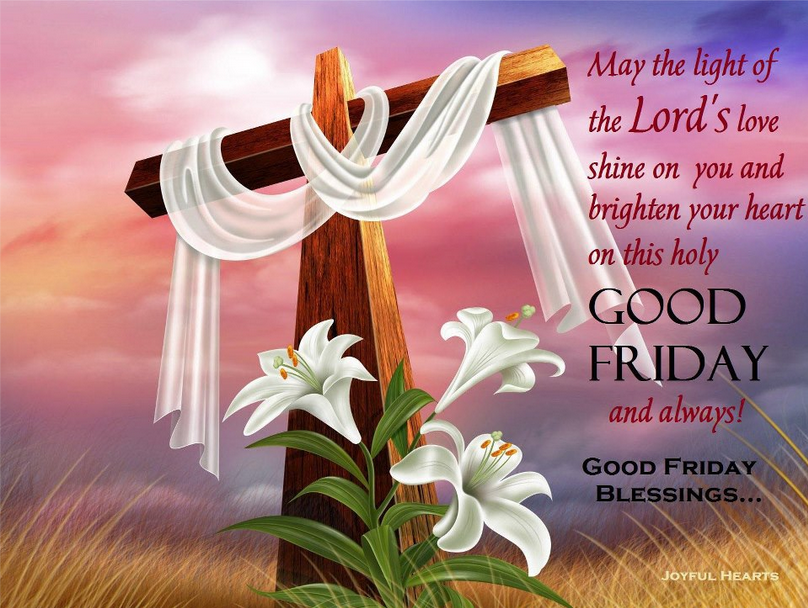 May the light of
the Lord's love
shine on you and
brighten your heart
on this holy
GOOD
FRIDAY
and always!
GOOD FRIDAY
BLESSINGS...
JOYFUL HEARTS